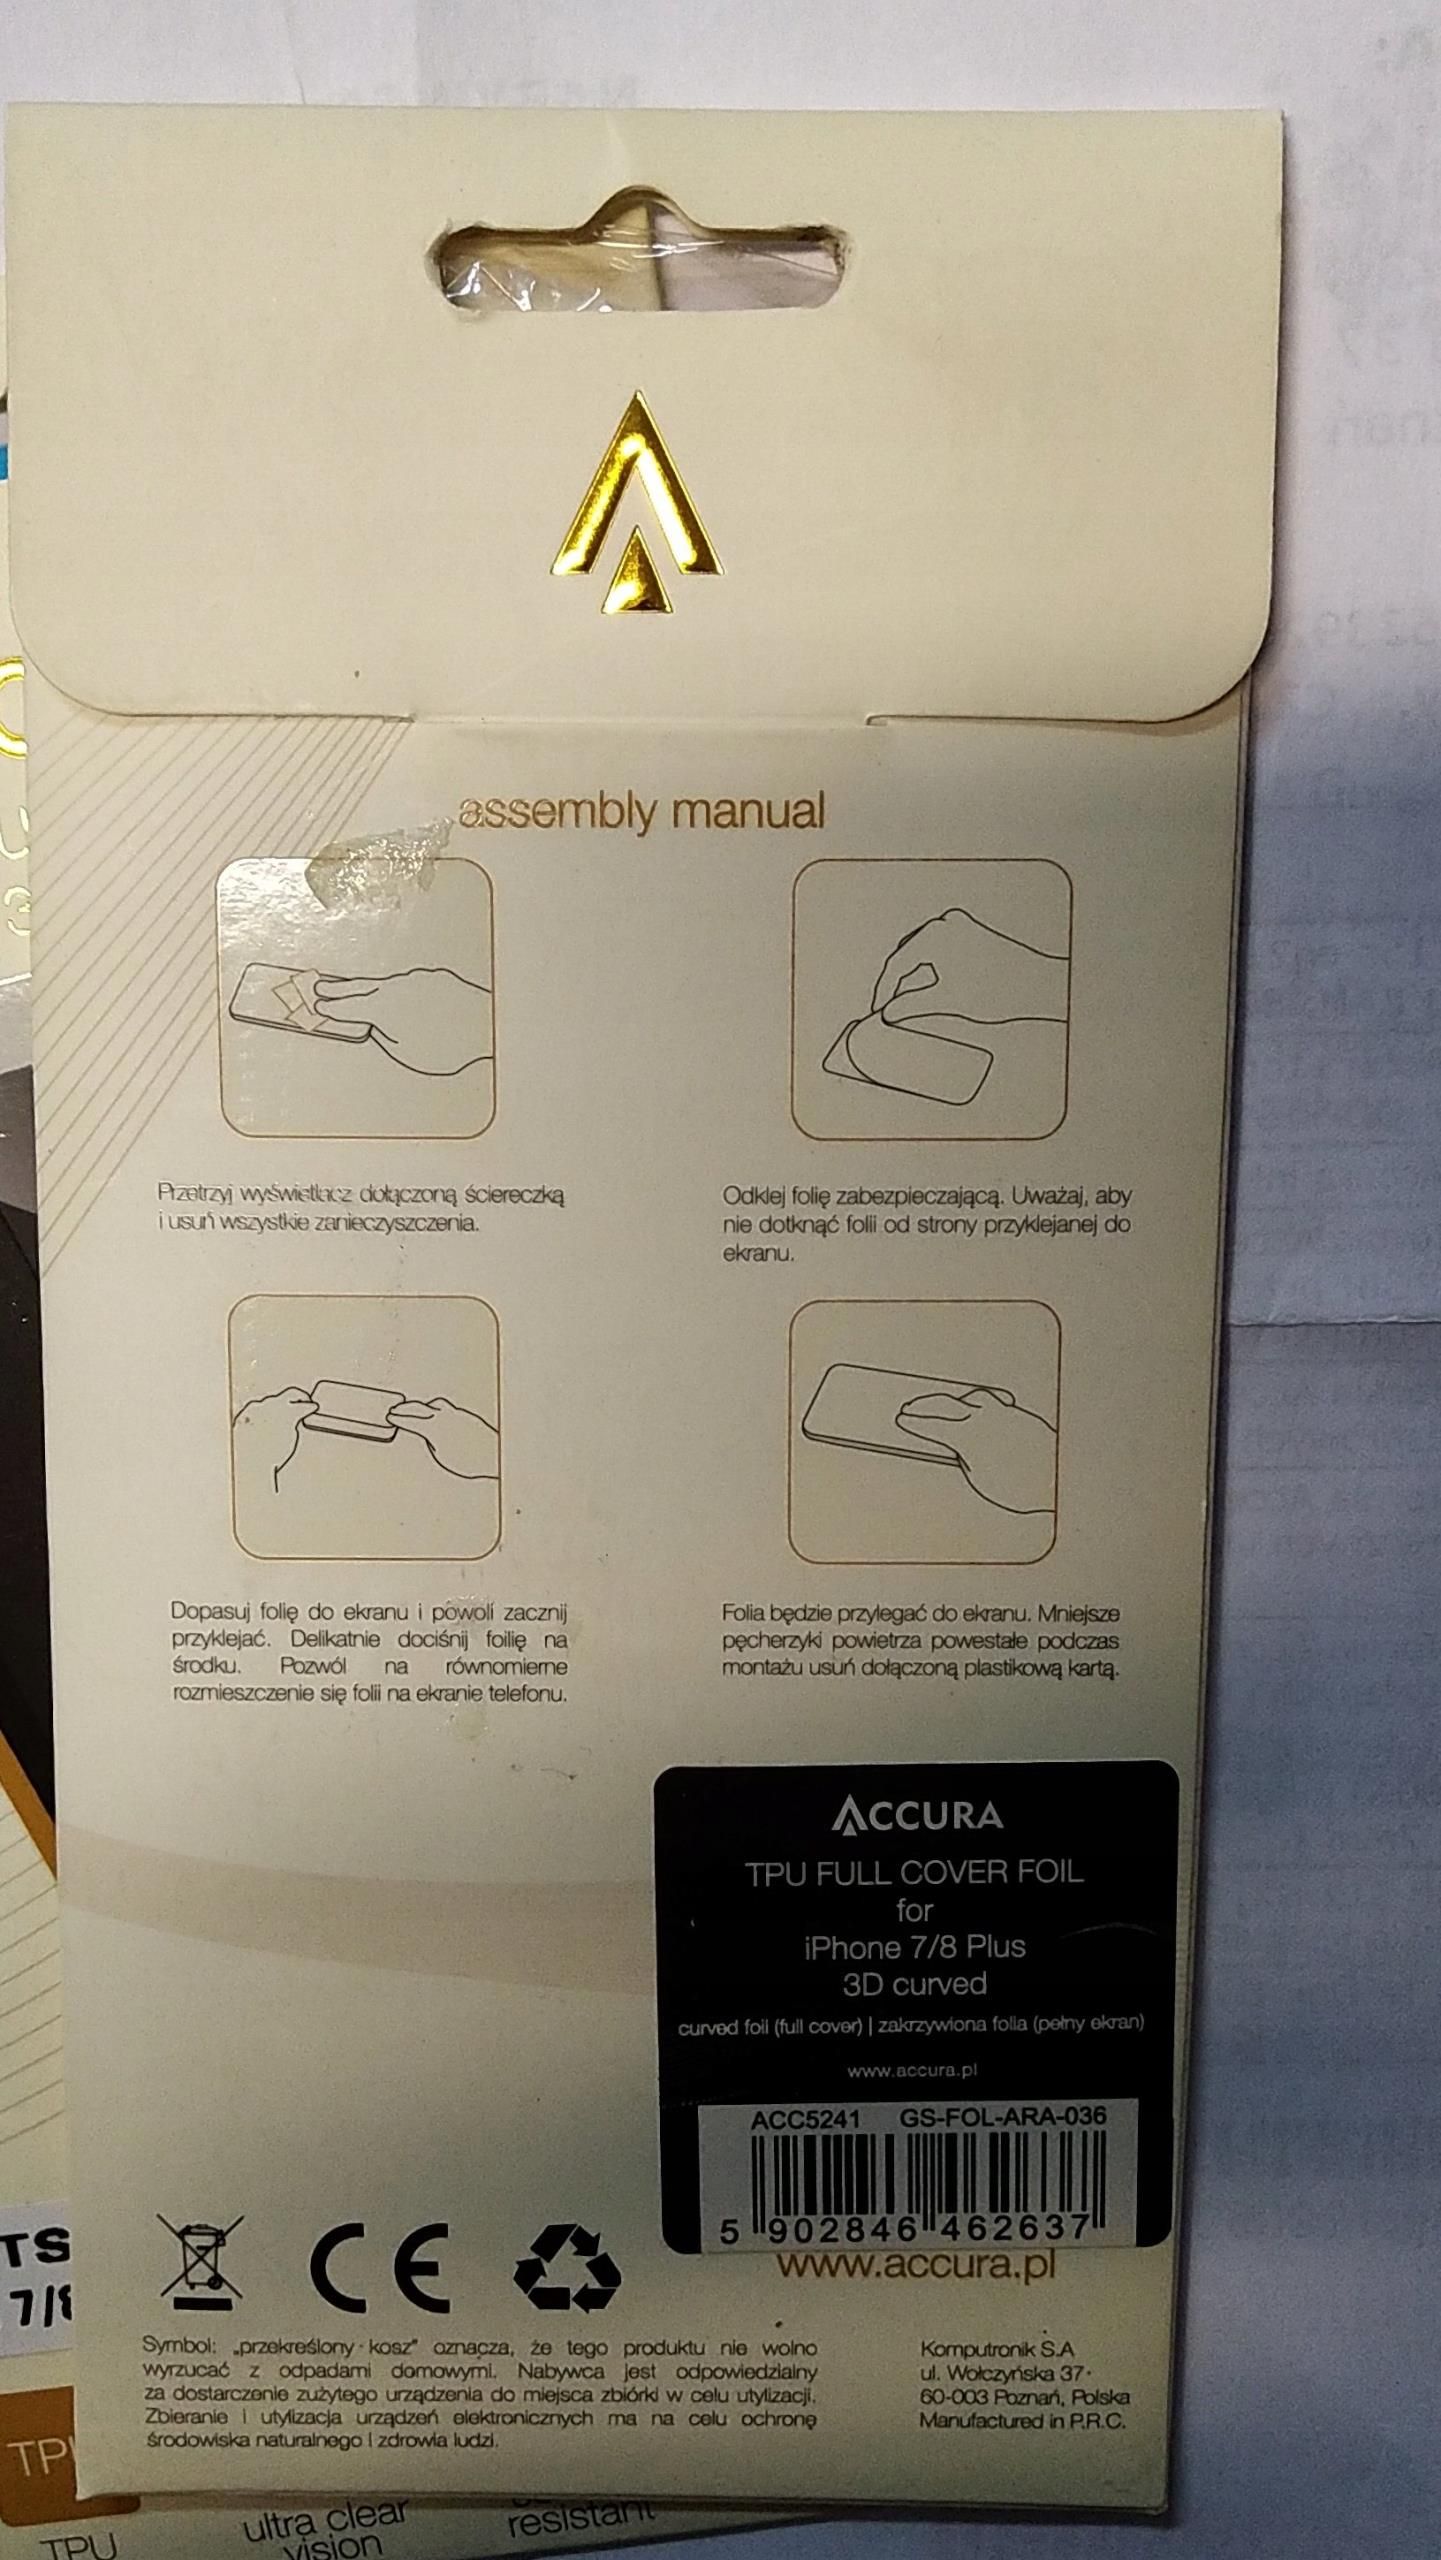 assembly manual
Przetrzyj wyświetlacz dołączoną ściereczką
i usuń wszystkie zanieczyszczenia.
Odklej folię zabezpieczającą. Uważaj, aby
nie dotknąć folii od strony przyklejanej do
ekranu.
Dopasuj folię do ekranu i powoli zacznij
przyklejać. Delikatnie dociśnij foilię na
środku. Pozwól na równomierne
rozmieszczenie się folii na ekranie telefonu.
Folia będzie przylegać do ekranu. Mniejsze
pęcherzyki powietrza powestałe podczas
montażu usuń dołączoną plastikową kartą.
ACCURA
TPU FULL COVER FOIL
for
iPhone 7/8 Plus
3D curved
curved foil (full cover) | zakrzywiona folia (pełny ekran)
www.accura.pl
ACC5241 GS-FOL-ARA-036
5 902846 462637
www.accura.pl
CE
Symbol: „przekreślony kosz" oznacza, że tego produktu nie wolno
wyrzucać z odpadami domowymi. Nabywca jest odpowiedzialny
za dostarczenie zużytego urządzenia do miejsca zbiórki w celu utylizacji.
Zbieranie i utylizacja urządzeń elektronicznych ma na celu ochronę
środowiska naturalnego i zdrowia ludzi.
Komputronik S.A
ul. Wołczyńska 37
60-003 Poznań, Polska
Manufactured in P.R.C.
TS
7/8
TPU
TPU
ultra clear
vision
resistant